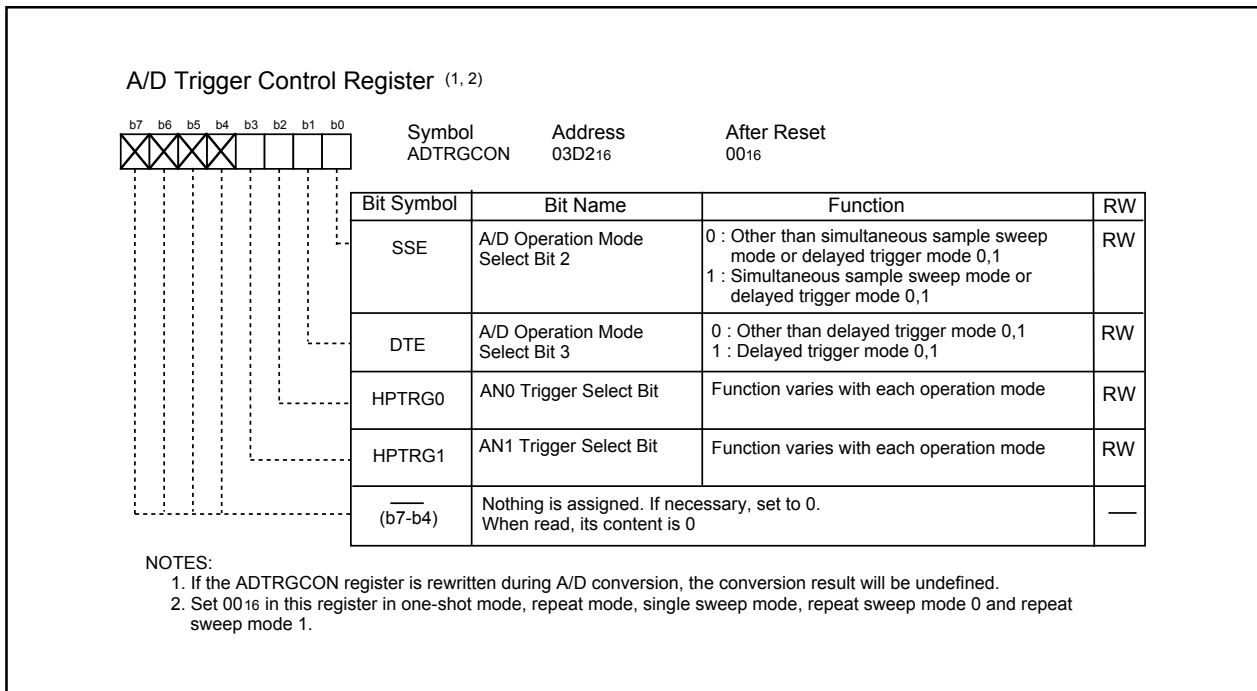 A/D Trigger Control Register (1, 2)
b7 b6 b5 b4 b3 b2 b1 b0
Symbol Address After Reset
ADTRGCON 03D216 0016
Bit Symbol Bit Name Function RW
SSE A/D Operation Mode Select Bit 2 0 : Other than simultaneous sample sweep RW
mode or delayed trigger mode 0,1
1 : Simultaneous sample sweep mode or
delayed trigger mode 0,1
DTE A/D Operation Mode Select Bit 3 0 : Other than delayed trigger mode 0,1 RW
1 : Delayed trigger mode 0,1
HPTRG0 AN0 Trigger Select Bit Function varies with each operation mode RW
HPTRG1 AN1 Trigger Select Bit Function varies with each operation mode RW
— (b7-b4) Nothing is assigned. If necessary, set to 0. —
When read, its content is 0
NOTES:
1. If the ADTRGCON register is rewritten during A/D conversion, the conversion result will be undefined.
2. Set 0016 in this register in one-shot mode, repeat mode, single sweep mode, repeat sweep mode 0 and repeat
sweep mode 1.